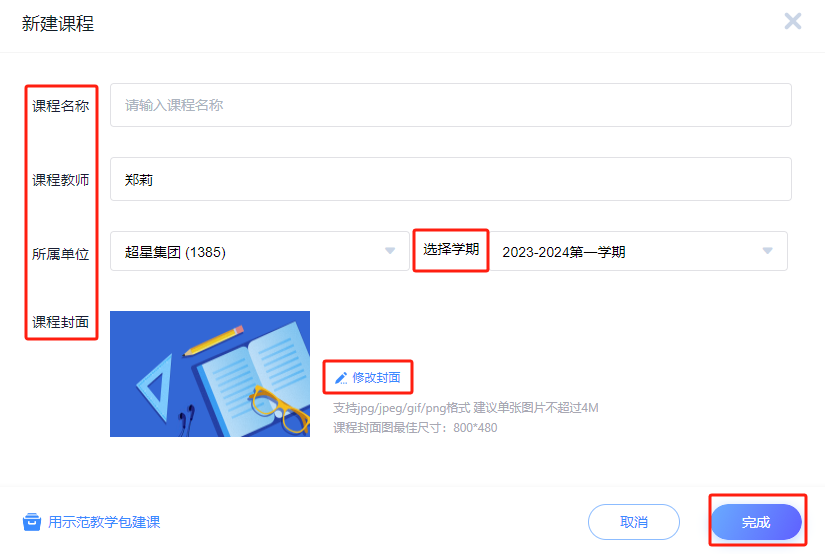 新建课程
课程名称 请输入课程名称
课程教师 郑莉
所属单位 超星集团 (1385) 选择学期 2023-2024第一学期
课程封面
修改封面
支持jpg/jpeg/gif/png格式 建议单张图片不超过4M
课程封面图最佳尺寸：800*480
用示范教学包建课 取消 完成